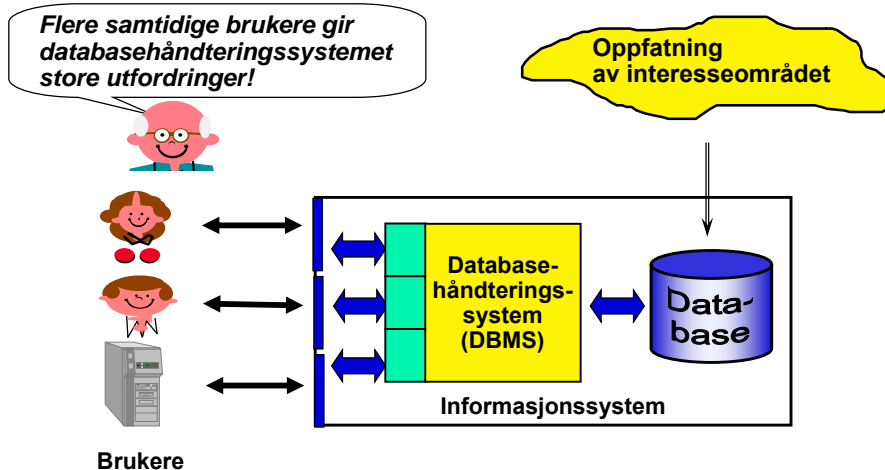 Flere samtidige brukere gir
databasehåndteringssystemet
store utfordringer!
Oppfatning
av interesseområdet
Database-
håndterings-
system
(DBMS)
Data-
base
Informasjonssystem
Brukere